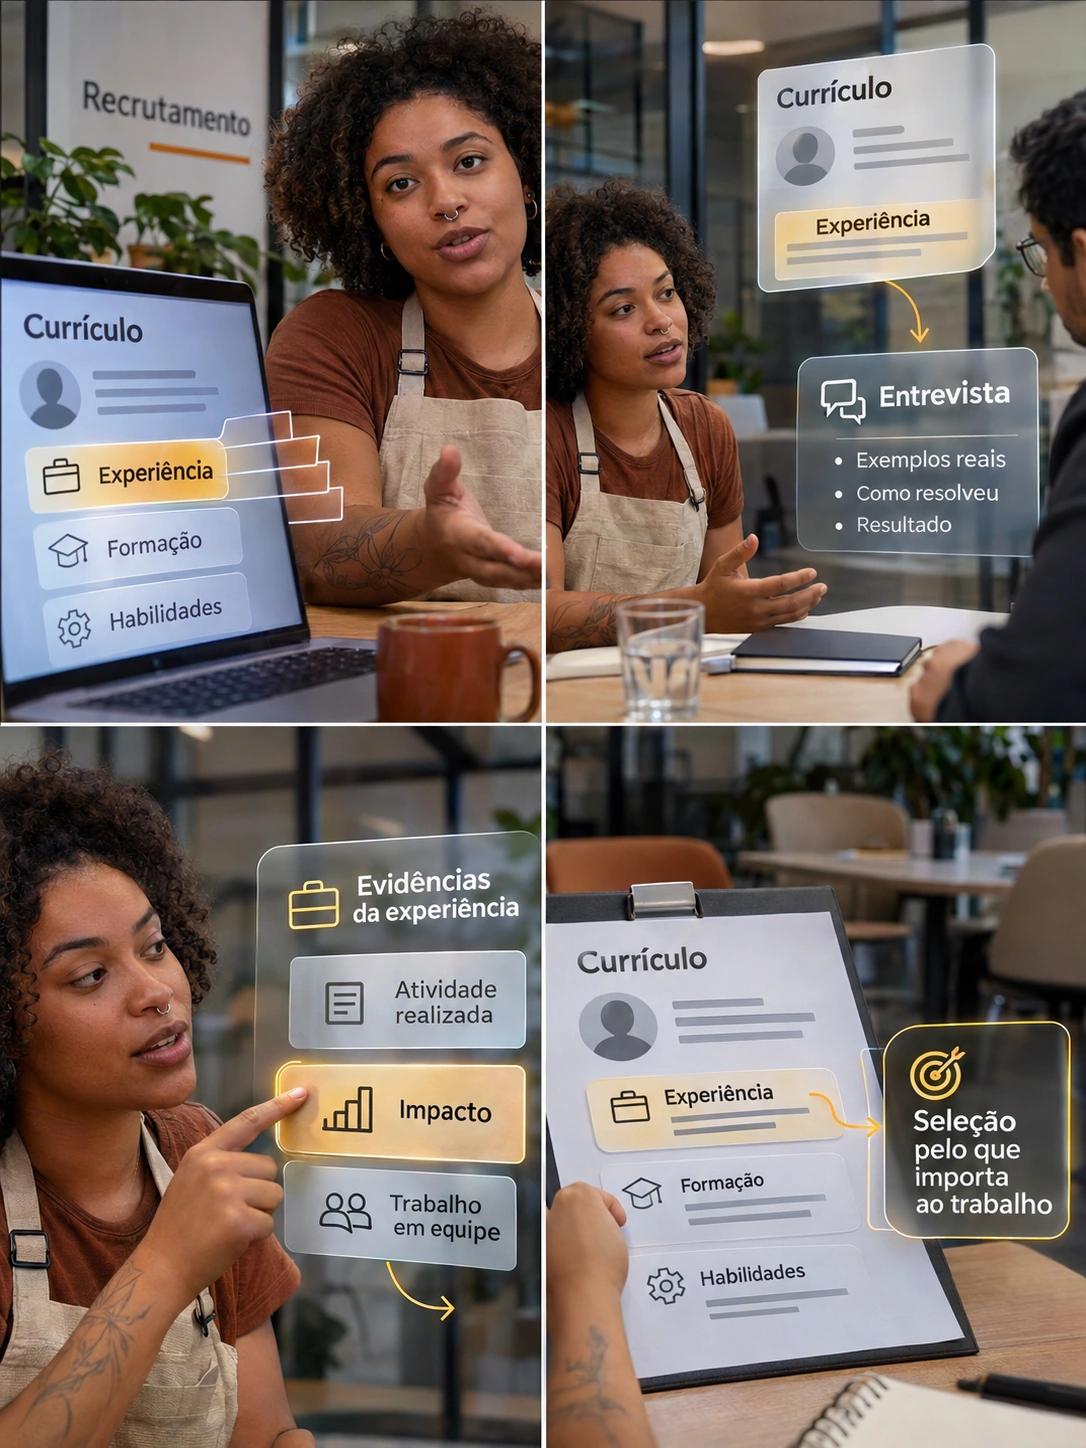 Recrutamento
Currículo
Experiência
Formação
Habilidades
Currículo
Experiência
Entrevista
• Exemplos reais
• Como resolveu
• Resultado
Evidências
da experiência
Atividade
realizada
Impacto
Trabalho
em equipe
Currículo
Experiência
Formação
Habilidades
Seleção
pelo que
importa
ao trabalho